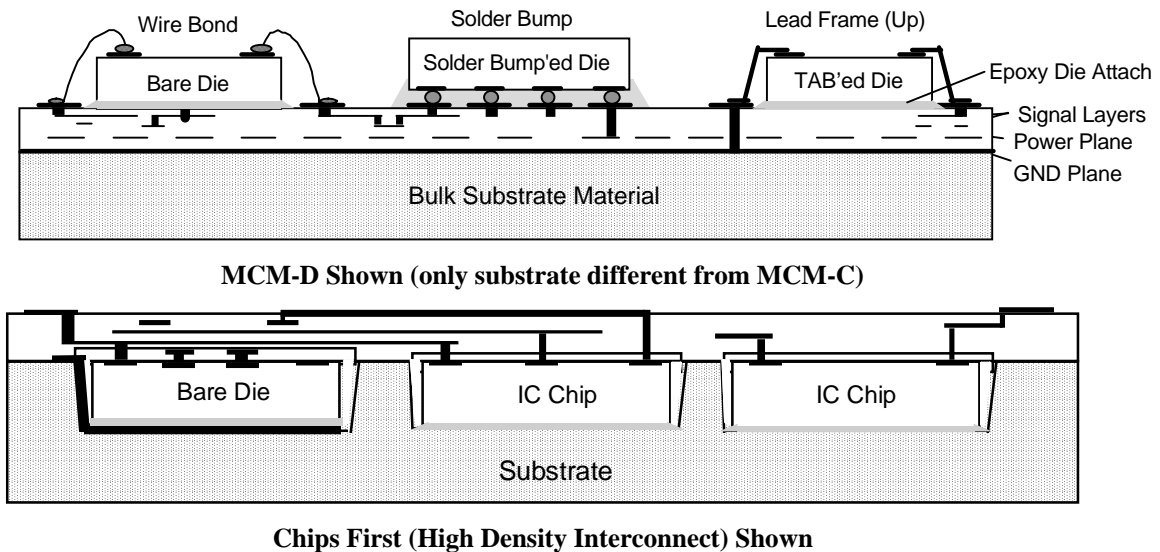 Wire Bond
Solder Bump
Lead Frame (Up)
Bare Die
Solder Bump'ed Die
TAB'ed Die
Epoxy Die Attach
Signal Layers
Power Plane
GND Plane
Bulk Substrate Material
MCM-D Shown (only substrate different from MCM-C)
Bare Die
IC Chip
IC Chip
Substrate
Chips First (High Density Interconnect) Shown